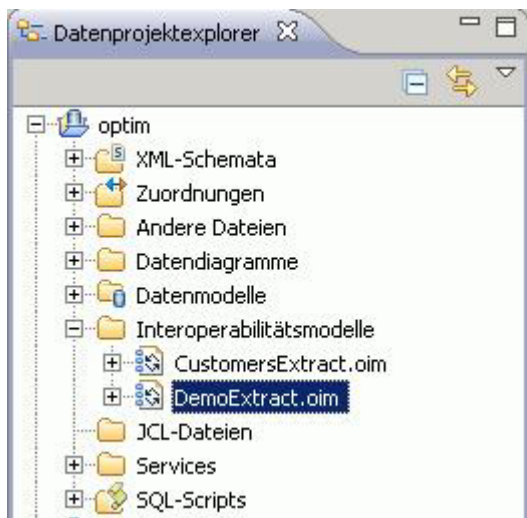 Datenprojektexplorer
optim
XML-Schemata
Zuordnungen
Andere Dateien
Datendiagramme
Datenmodelle
Interoperabilitätsmodelle
CustomersExtract.oim
DemoExtract.oim
JCL-Dateien
Services
SQL-Scripts